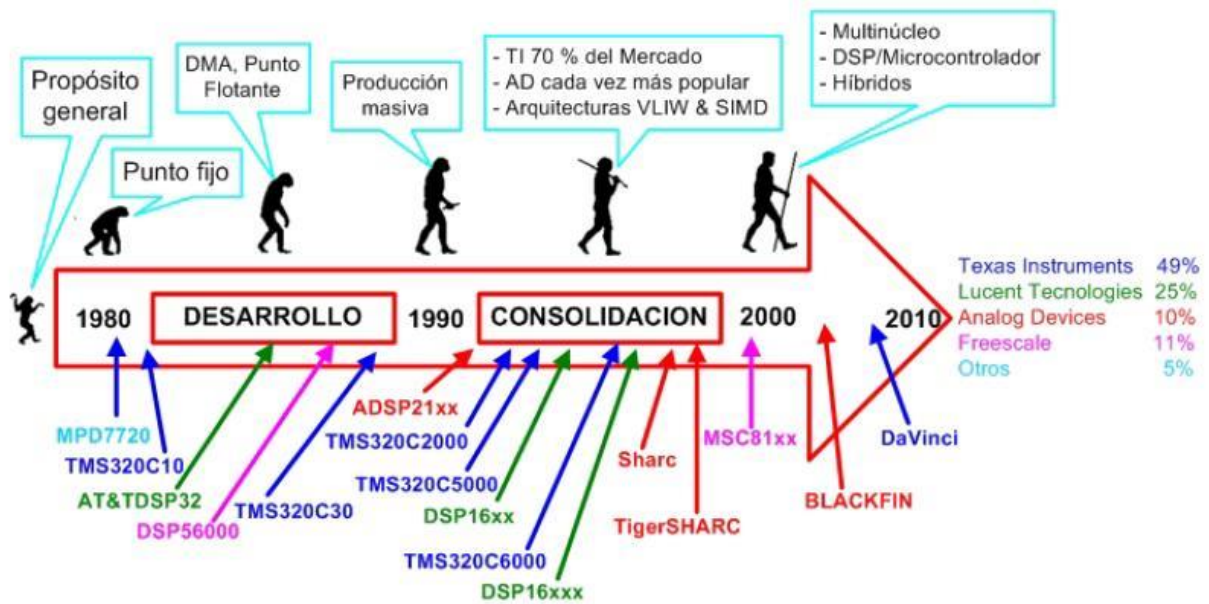 Propósito
general
Punto fijo
DMA, Punto
Flotante
Producción
masiva
- TI 70 % del Mercado
- AD cada vez más popular
- Arquitecturas VLIW & SIMD
- Multinúcleo
- DSP/Microcontrolador
- Híbridos
1980
DESARROLLO
1990
CONSOLIDACION
2000
2010
Texas Instruments 49%
Lucent Tecnologies 25%
Analog Devices 10%
Freescale 11%
Otros 5%
MPD7720
TMS320C10
AT&TDSP32
DSP56000
TMS320C30
ADSP21xx
TMS320C2000
TMS320C5000
DSP16xx
TMS320C6000
DSP16xxx
Sharc
TigerSHARC
MSC81xx
BLACKFIN
DaVinci